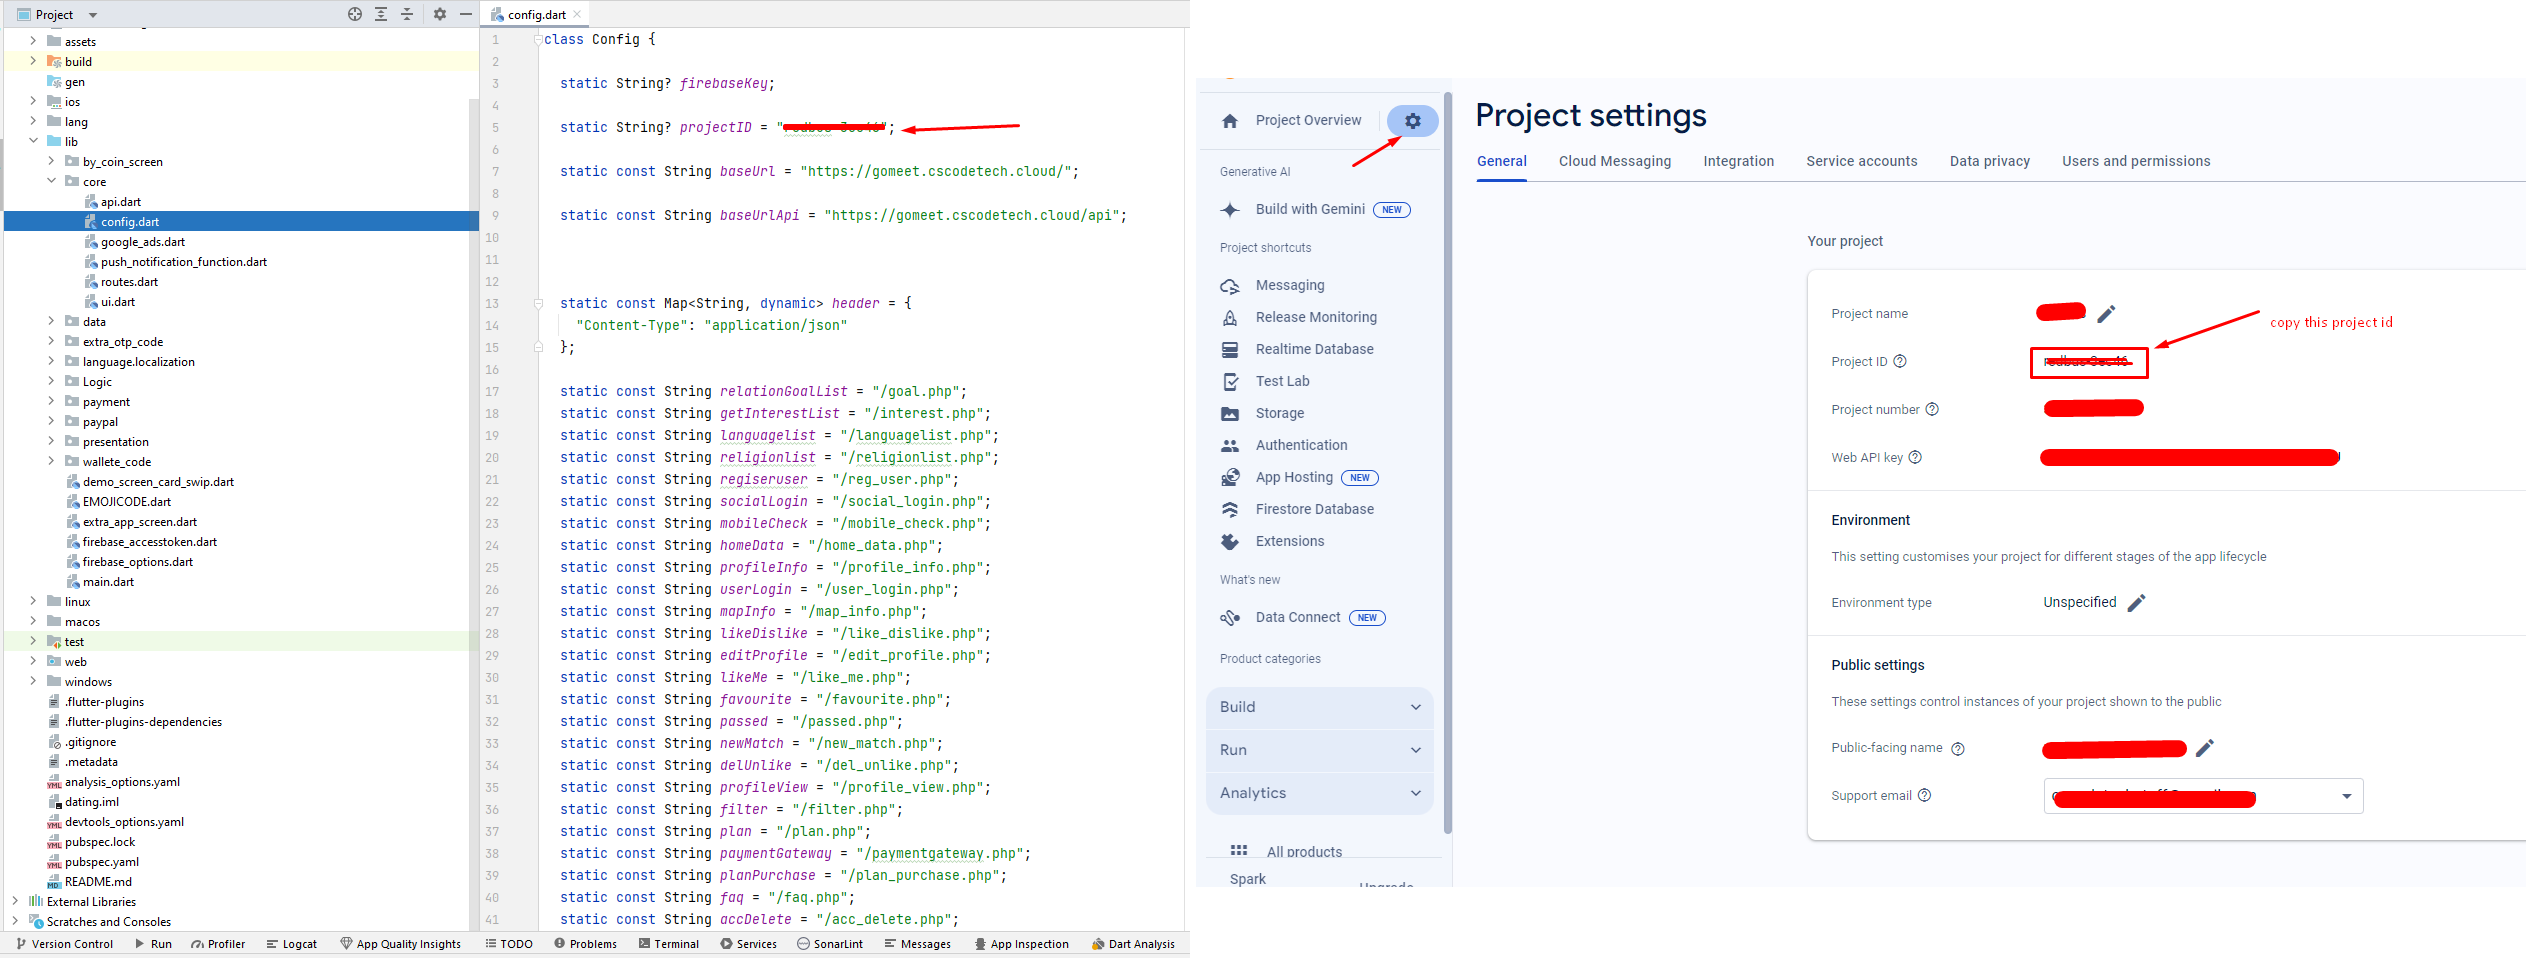 Project
config.dart
assets
build
gen
ios
lang
lib
by_coin_screen
core
api.dart
config.dart
google_ads.dart
push_notification_function.dart
routes.dart
ui.dart
data
extra_otp_code
language.localization
Logic
payment
paypal
presentation
wallete_code
demo_screen_card_swip.dart
EMOJICODE.dart
extra_app_screen.dart
firebase_accesstoken.dart
firebase_options.dart
main.dart
linux
macos
test
web
windows
.flutter-plugins
.flutter-plugins-dependencies
.gitignore
.metadata
analysis_options.yaml
dating.iml
devtools_options.yaml
pubspec.lock
pubspec.yaml
README.md
External Libraries
Scratches and Consoles
1 class Config {
2
3 static String? firebaseKey;
4
5 static String? projectID = "";
6
7 static const String baseUrl = "https://gomeet.cscodetech.cloud/";
8
9 static const String baseUrlApi = "https://gomeet.cscodetech.cloud/api";
10
11
12
13 static const Map<String, dynamic> header = {
14 "Content-Type": "application/json"
15 };
16
17 static const String relationGoalList = "/goal.php";
18 static const String getInterestList = "/interest.php";
19 static const String languagelist = "/languagelist.php";
20 static const String religionlist = "/religionlist.php";
21 static const String regiseruser = "/reg_user.php";
22 static const String socialLogin = "/social_login.php";
23 static const String mobileCheck = "/mobile_check.php";
24 static const String homeData = "/home_data.php";
25 static const String profileInfo = "/profile_info.php";
26 static const String userLogin = "/user_login.php";
27 static const String mapInfo = "/map_info.php";
28 static const String likeDislike = "/like_dislike.php";
29 static const String editProfile = "/edit_profile.php";
30 static const String likeMe = "/like_me.php";
31 static const String favourite = "/favourite.php";
32 static const String passed = "/passed.php";
33 static const String newMatch = "/new_match.php";
34 static const String delUnlike = "/del_unlike.php";
35 static const String profileView = "/profile_view.php";
36 static const String filter = "/filter.php";
37 static const String plan = "/plan.php";
38 static const String paymentGateway = "/paymentgateway.php";
39 static const String planPurchase = "/plan_purchase.php";
40 static const String faq = "/faq.php";
41 static const String accDelete = "/acc_delete.php";
Version Control Run Profiler Logcat App Quality Insights TODO Problems Terminal Services SonarLint Messages App Inspection Dart Analysis
Project Overview
Generative AI
Build with Gemini NEW
Project shortcuts
Messaging
Release Monitoring
Realtime Database
Test Lab
Storage
Authentication
App Hosting NEW
Firestore Database
Extensions
What's new
Data Connect NEW
Product categories
Build
Run
Analytics
All products
Spark
Upgrade
Project settings
General Cloud Messaging Integration Service accounts Data privacy Users and permissions
Your project
Project name
copy this project id
Project ID
Project number
Web API key
Environment
This setting customises your project for different stages of the app lifecycle
Environment type Unspecified
Public settings
These settings control instances of your project shown to the public
Public-facing name
Support email